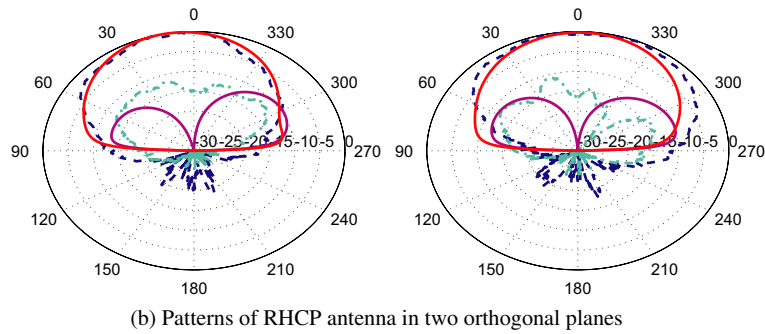 0 0
30 330 30 330
60 300 60 300
90 -30 -25 -20 -15 -10 -5 0 270 90 -30 -25 -20 -15 -10 -5 0 270
120 240 120 240
150 210 150 210
180 180
(b) Patterns of RHCP antenna in two orthogonal planes